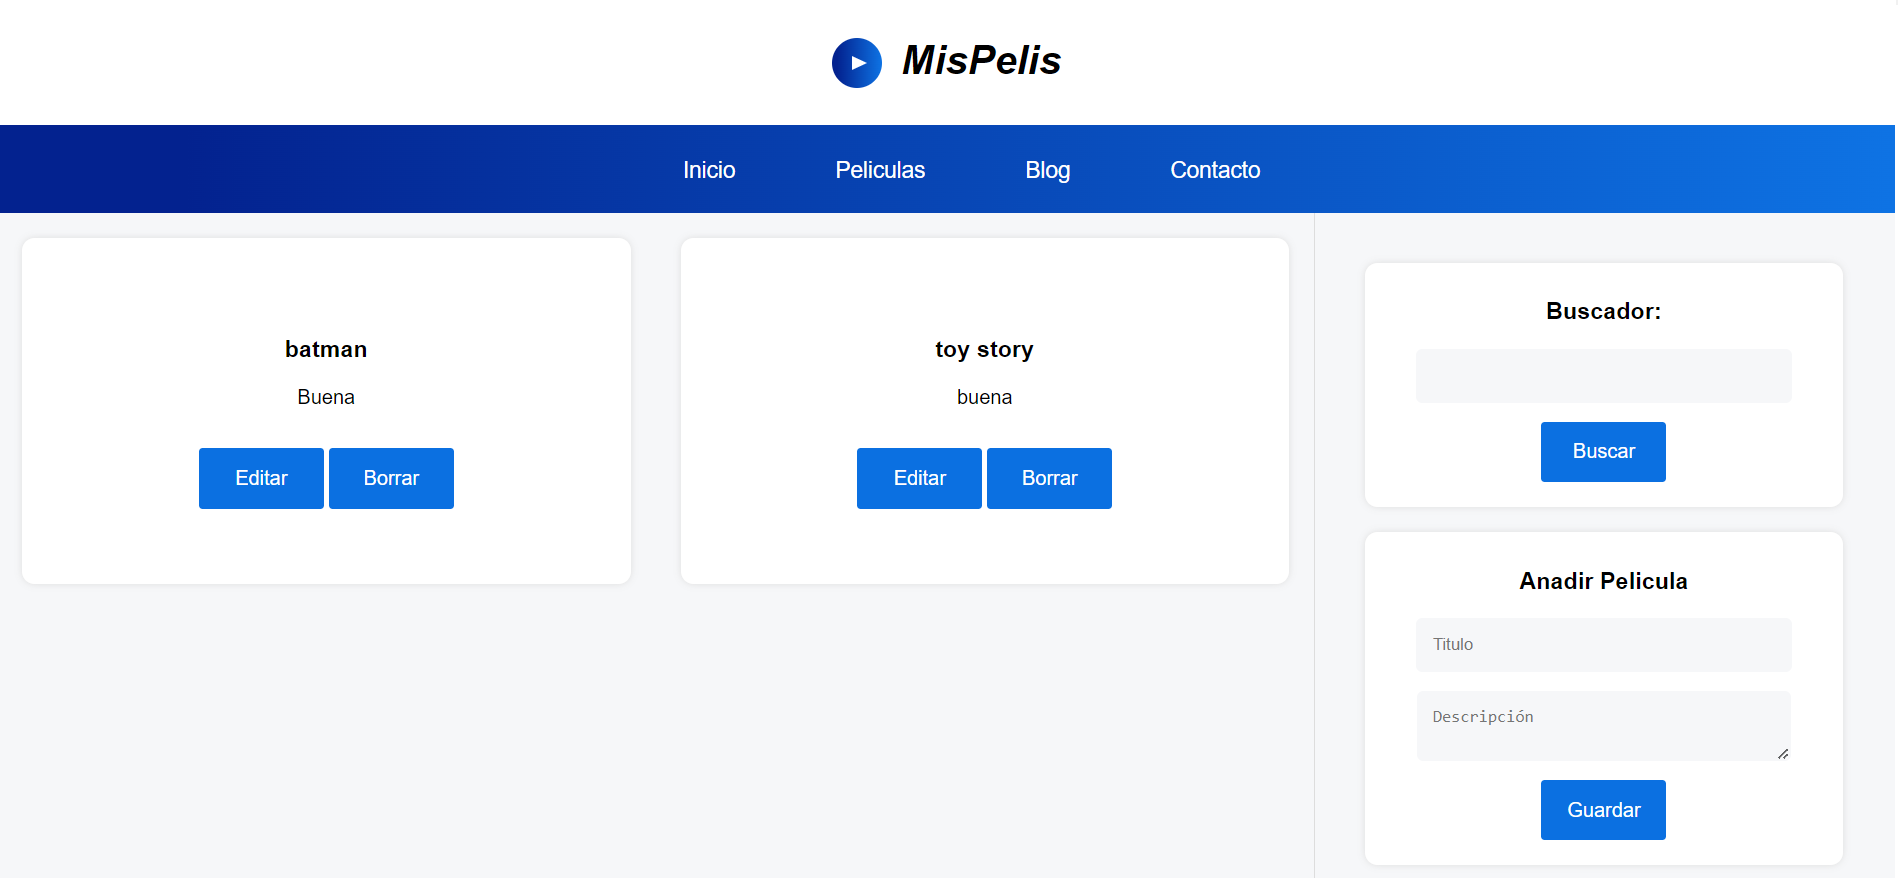 MisPelis
Inicio Peliculas Blog Contacto
batman
Buena
Editar Borrar
toy story
buena
Editar Borrar
Buscador:
Buscar
Anadir Pelicula
Titulo
Descripción
Guardar